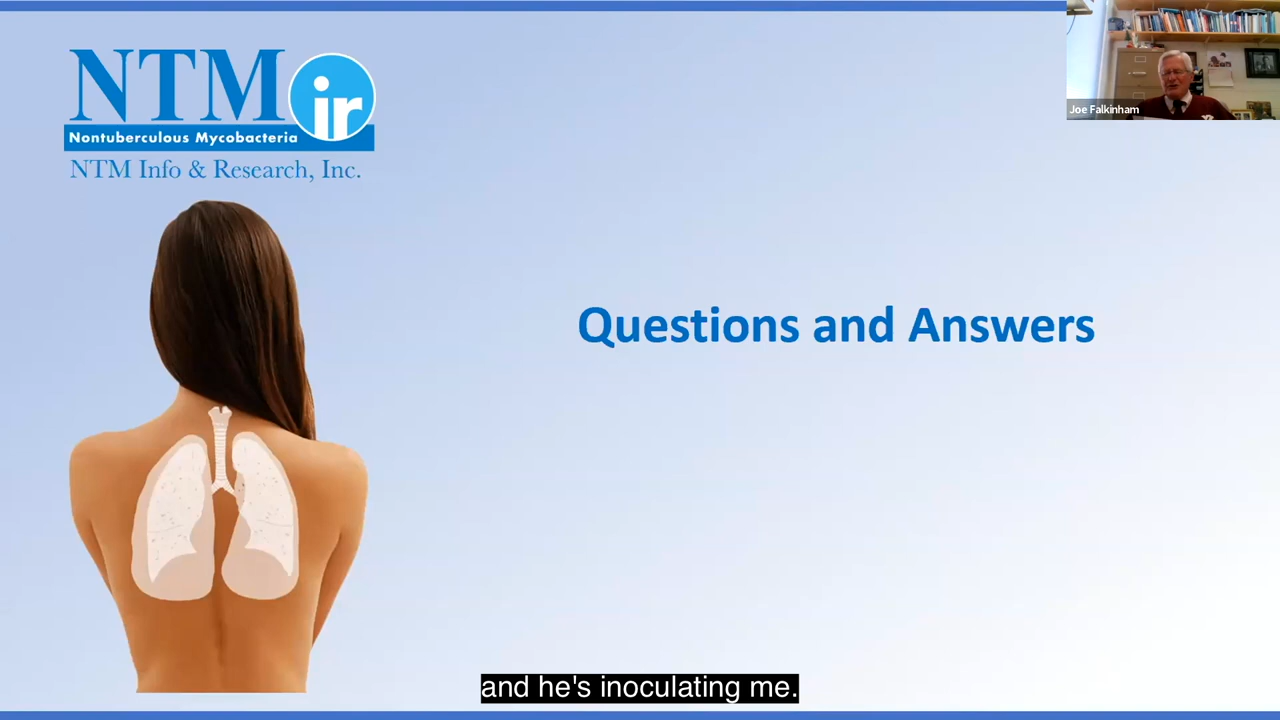 NTM
ir
Nontuberculous Mycobacteria
NTM Info & Research, Inc.
Joe Falkinham
Questions and Answers
and he's inoculating me.